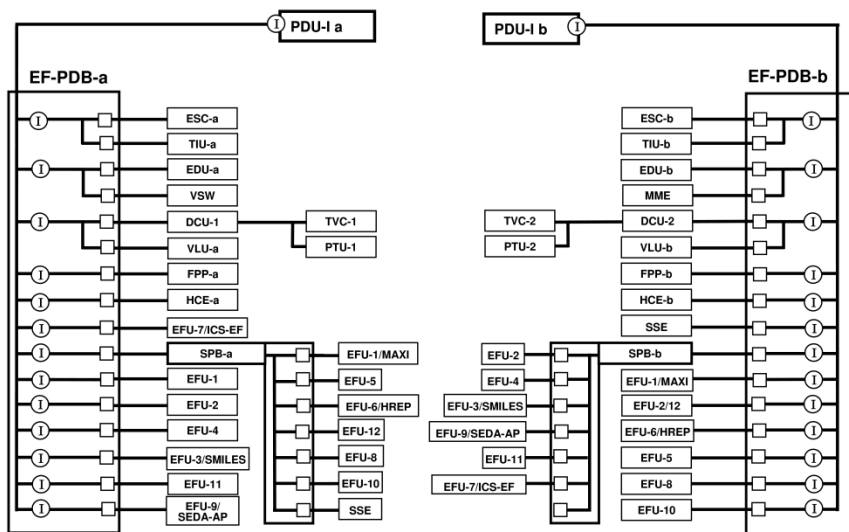 I PDU-I a
PDU-I b I
EF-PDB-a
EF-PDB-b
I ESC-a
TIU-a
I EDU-a
VSW
I DCU-1 TVC-1
VLU-a PTU-1
I FPP-a
I HCE-a
I EFU-7/ICS-EF
I SPB-a EFU-1/MAXI
I EFU-1 EFU-5
I EFU-2 EFU-6/HREP
I EFU-4 EFU-12
I EFU-3/SMILES EFU-8
I EFU-11 EFU-10
I EFU-9/
SEDA-AP SSE
ESC-b I
TIU-b
EDU-b I
MME
TVC-2 DCU-2 I
PTU-2 VLU-b
FPP-b I
HCE-b I
SSE I
EFU-2 SPB-b I
EFU-4 EFU-1/MAXI I
EFU-3/SMILES EFU-2/12 I
EFU-9/SEDA-AP EFU-6/HREP I
EFU-11 EFU-5 I
EFU-7/ICS-EF EFU-8 I
EFU-10 I